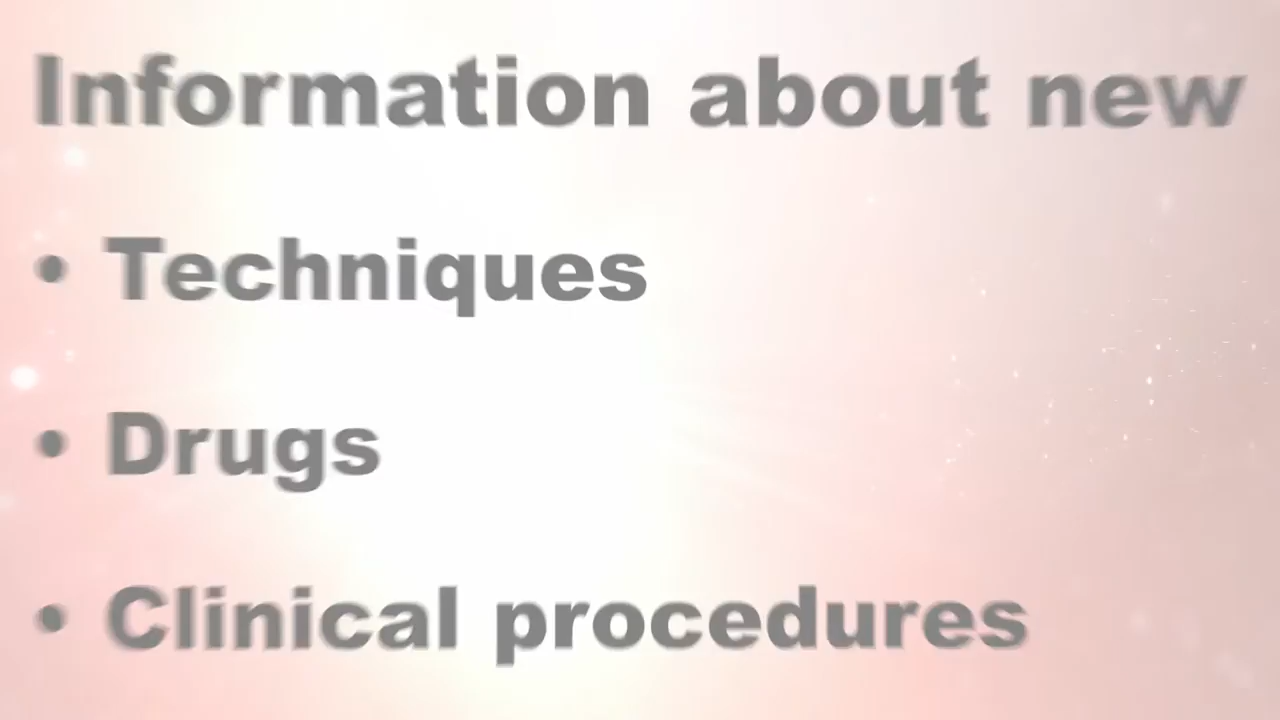 Information about new
• Techniques
• Drugs
• Clinical procedures